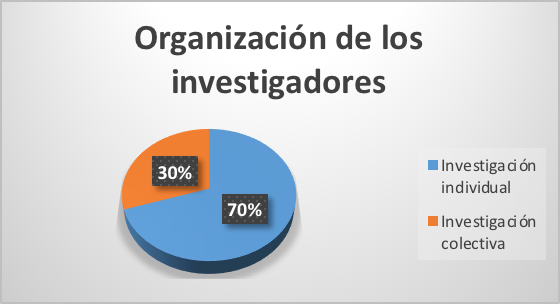 Organización de los
investigadores
30%
70%
Investigación
individual
Investigación
colectiva